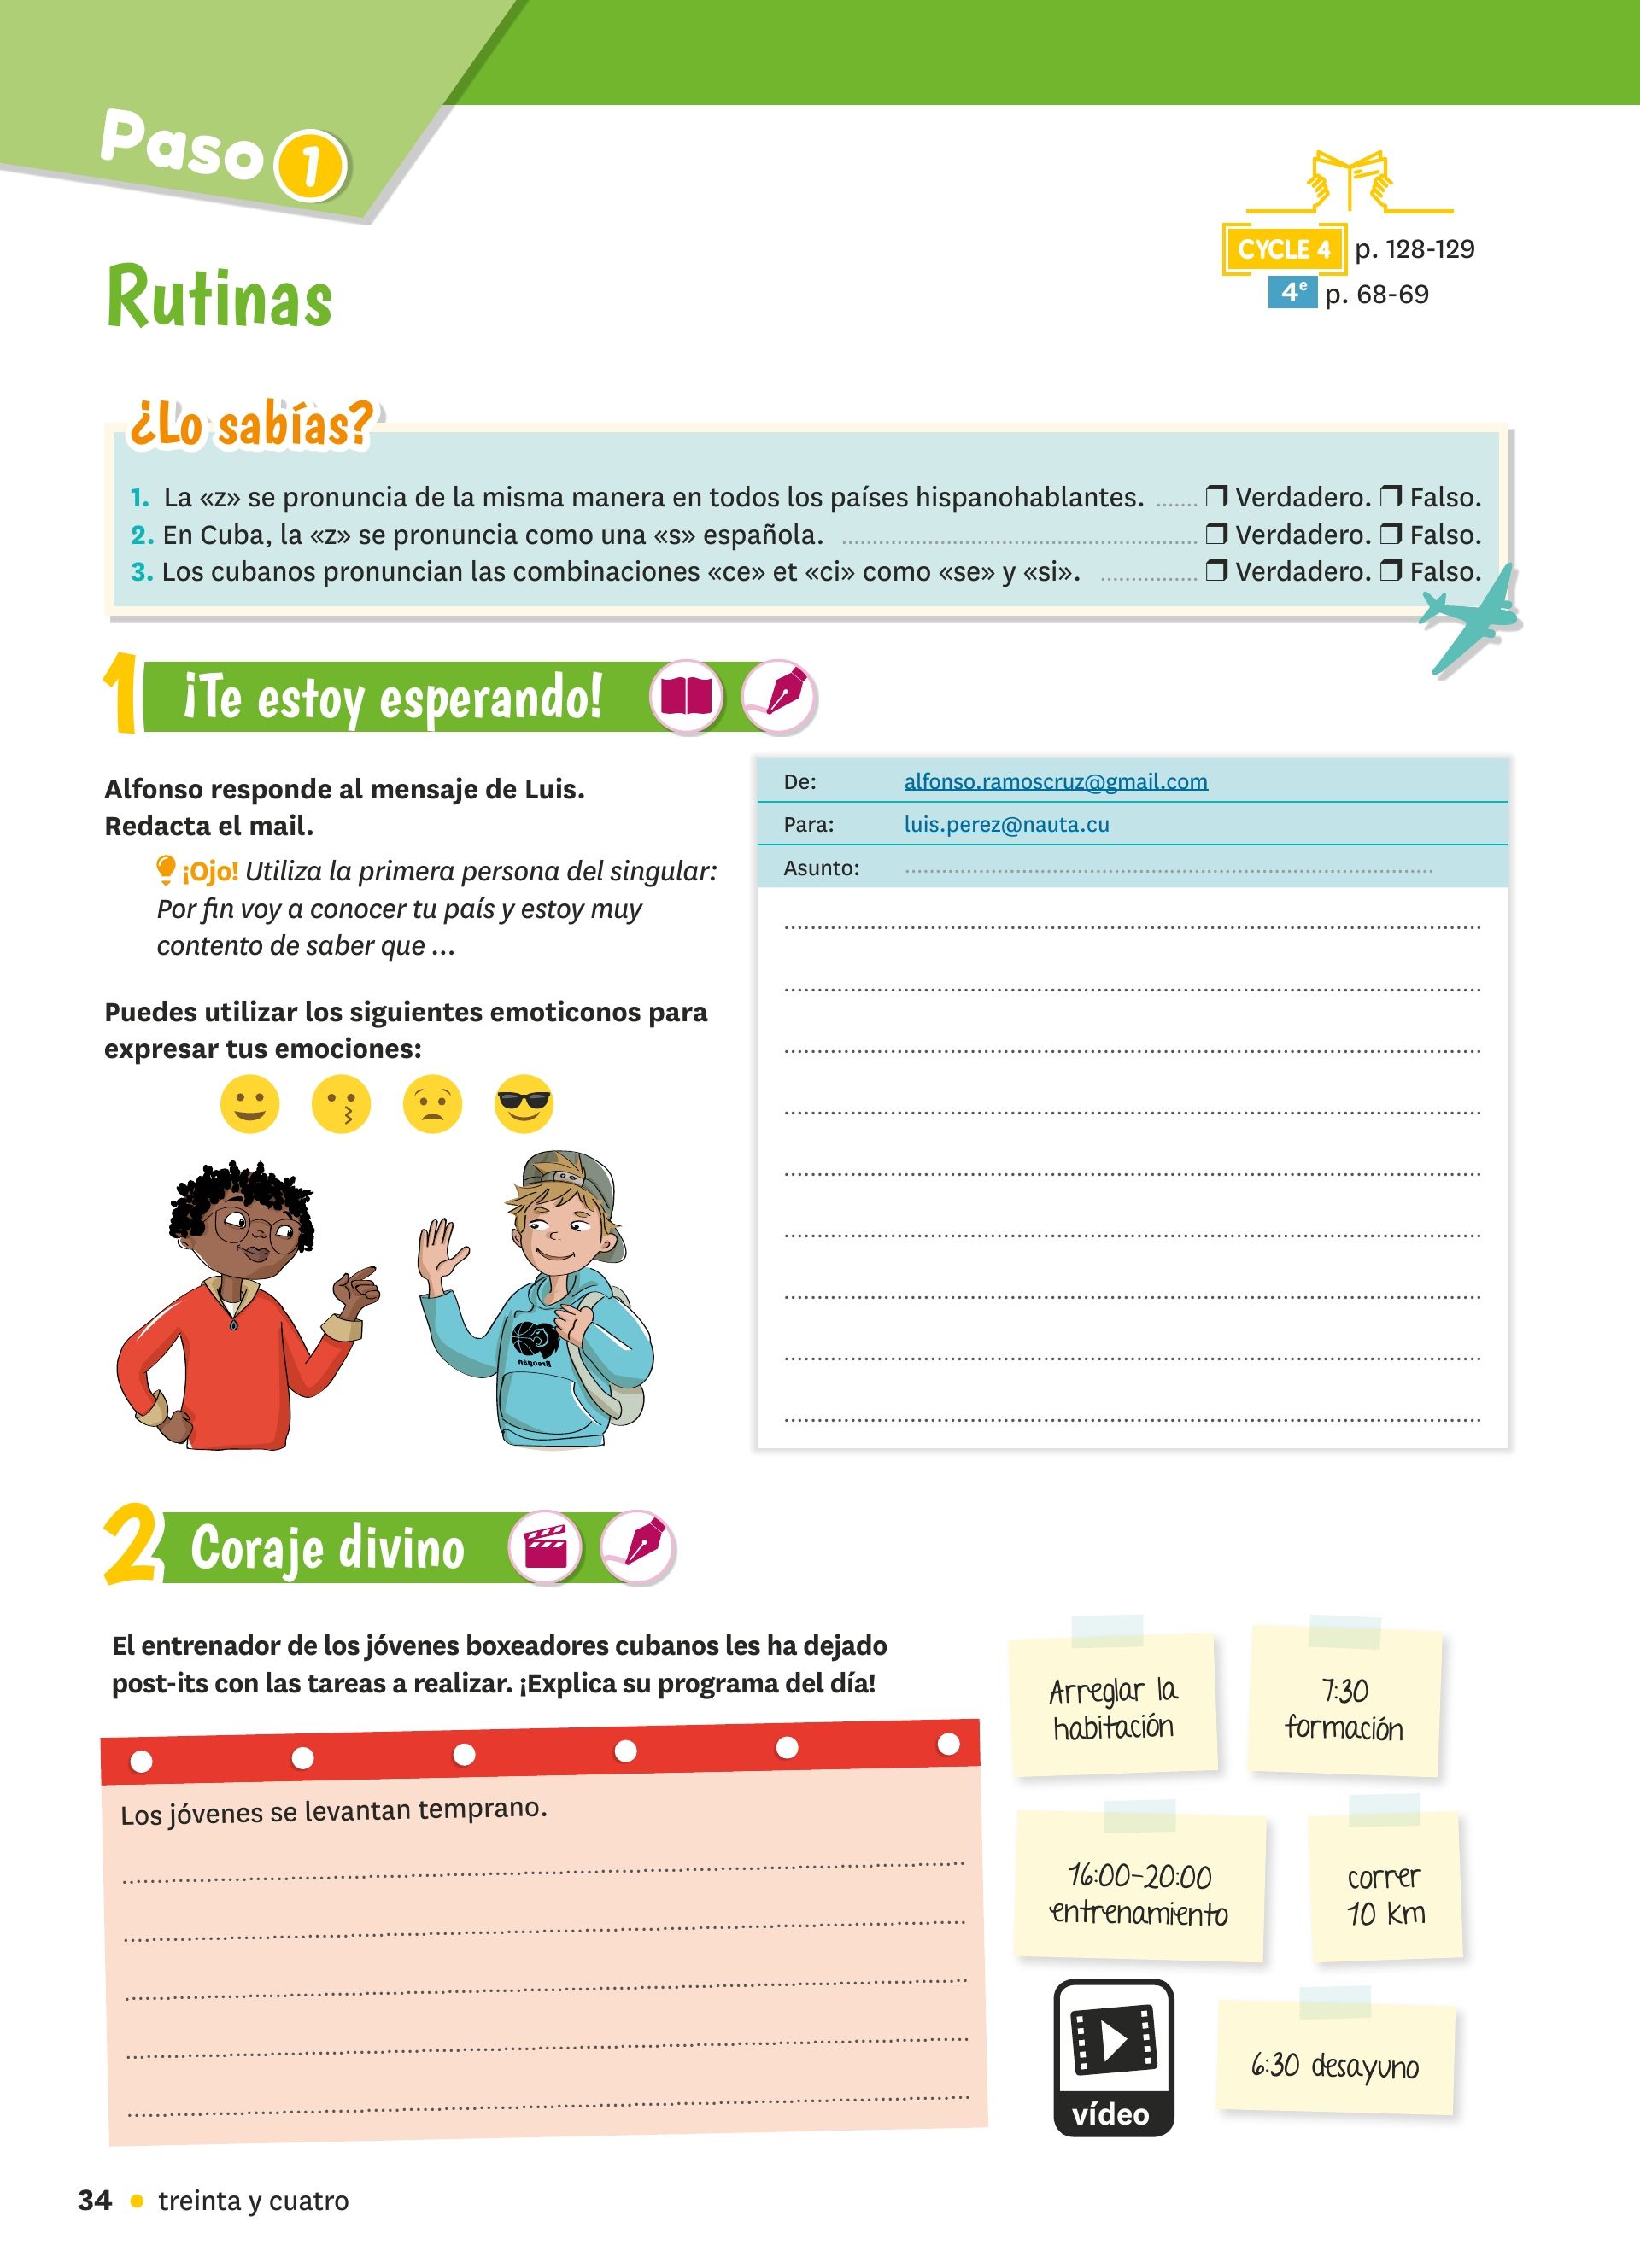 Paso 1
CYCLE 4 p. 128-129
4e p. 68-69
Rutinas
¿Lo sabías?
1. La «z» se pronuncia de la misma manera en todos los países hispanohablantes. ....... ❒ Verdadero. ❒ Falso.
2. En Cuba, la «z» se pronuncia como una «s» española. ....... ❒ Verdadero. ❒ Falso.
3. Los cubanos pronuncian las combinaciones «ce» et «ci» como «se» y «si». ....... ❒ Verdadero. ❒ Falso.
1 ¡Te estoy esperando!
Alfonso responde al mensaje de Luis.
Redacta el mail.
¡Ojo! Utiliza la primera persona del singular:
Por fin voy a conocer tu país y estoy muy
contento de saber que ...
Puedes utilizar los siguientes emoticonos para
expresar tus emociones:
Breogán
De: alfonso.ramoscruz@gmail.com
Para: luis.perez@nauta.cu
Asunto:
2 Coraje divino
El entrenador de los jóvenes boxeadores cubanos les ha dejado
post-its con las tareas a realizar. ¡Explica su programa del día!
Los jóvenes se levantan temprano.
Arreglar la
habitación
7:30
formación
16:00-20:00
entrenamiento
correr
10 km
vídeo
6:30 desayuno
34 • treinta y cuatro